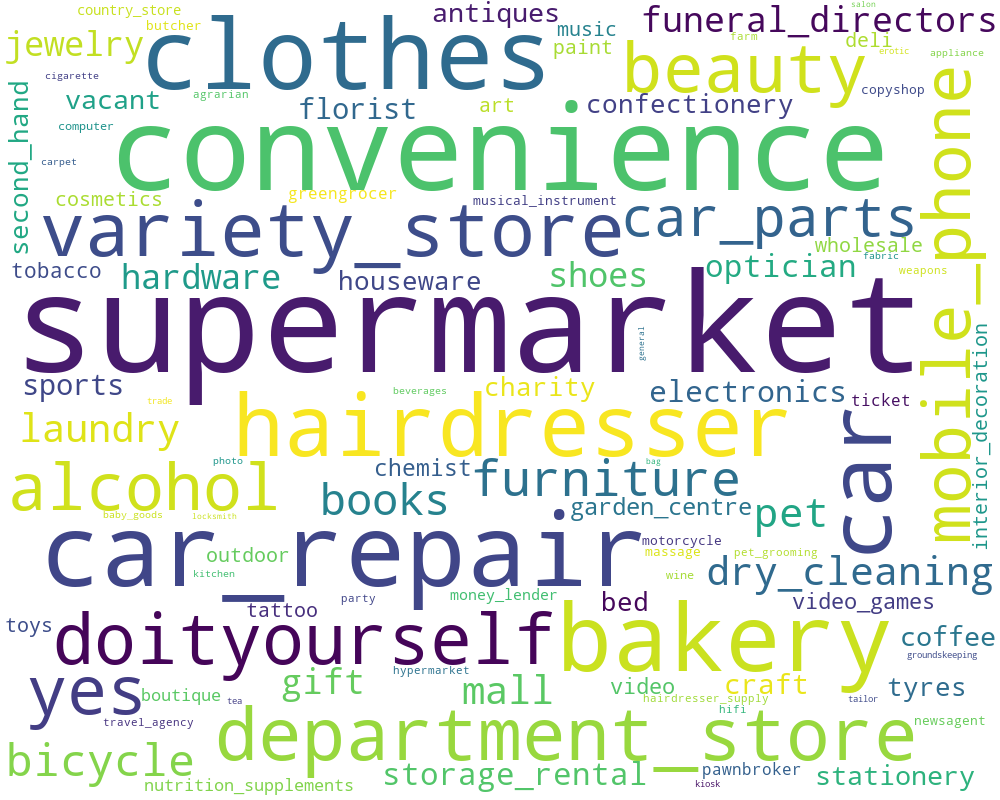 country_store
salon
antiques
funeral_directors
clothes
music
butcher
jewelry
paint
farm
deli
beauty
erotic
appliance
cigarette
vacant
agrarian
florist
art
confectionery
copyshop
second_hand
computer
convenience
mobile_phone
carpet
cosmetics
greengrocer
musical_instrument
variety_store
car_parts
wholesale
fabric
tobacco
hardware
houseware
shoes
optician
weapons
supermarket
general
interior_decoration
sports
beverages
charity
electronics
trade
ticket
laundry
hairdresser
car
photo
chemist
bag
alcohol
books
furniture
garden_centre
pet
baby_goods
locksmith
car_repair
motorcycle
outdoor
massage
pet_grooming
kitchen
wine
dry_cleaning
party
money_lender
bed
video_games
tattoo
toys
doityourself
bakery
coffee
groundskeeping
yes
boutique
gift
hypermarket
mall
video
craft
tyres
tea
hairdresser_supply
tailor
travel_agency
department_store
hifi
newsagent
bicycle
storage_rental
pawnbroker
stationery
nutrition_supplements
kiosk